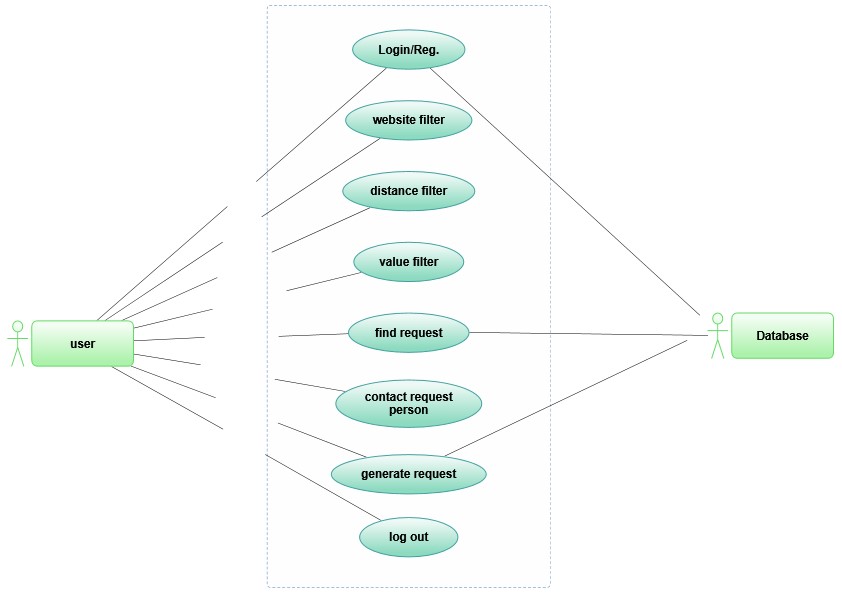 Login/Reg.
website filter
distance filter
value filter
find request
user
Database
contact request
person
generate request
log out